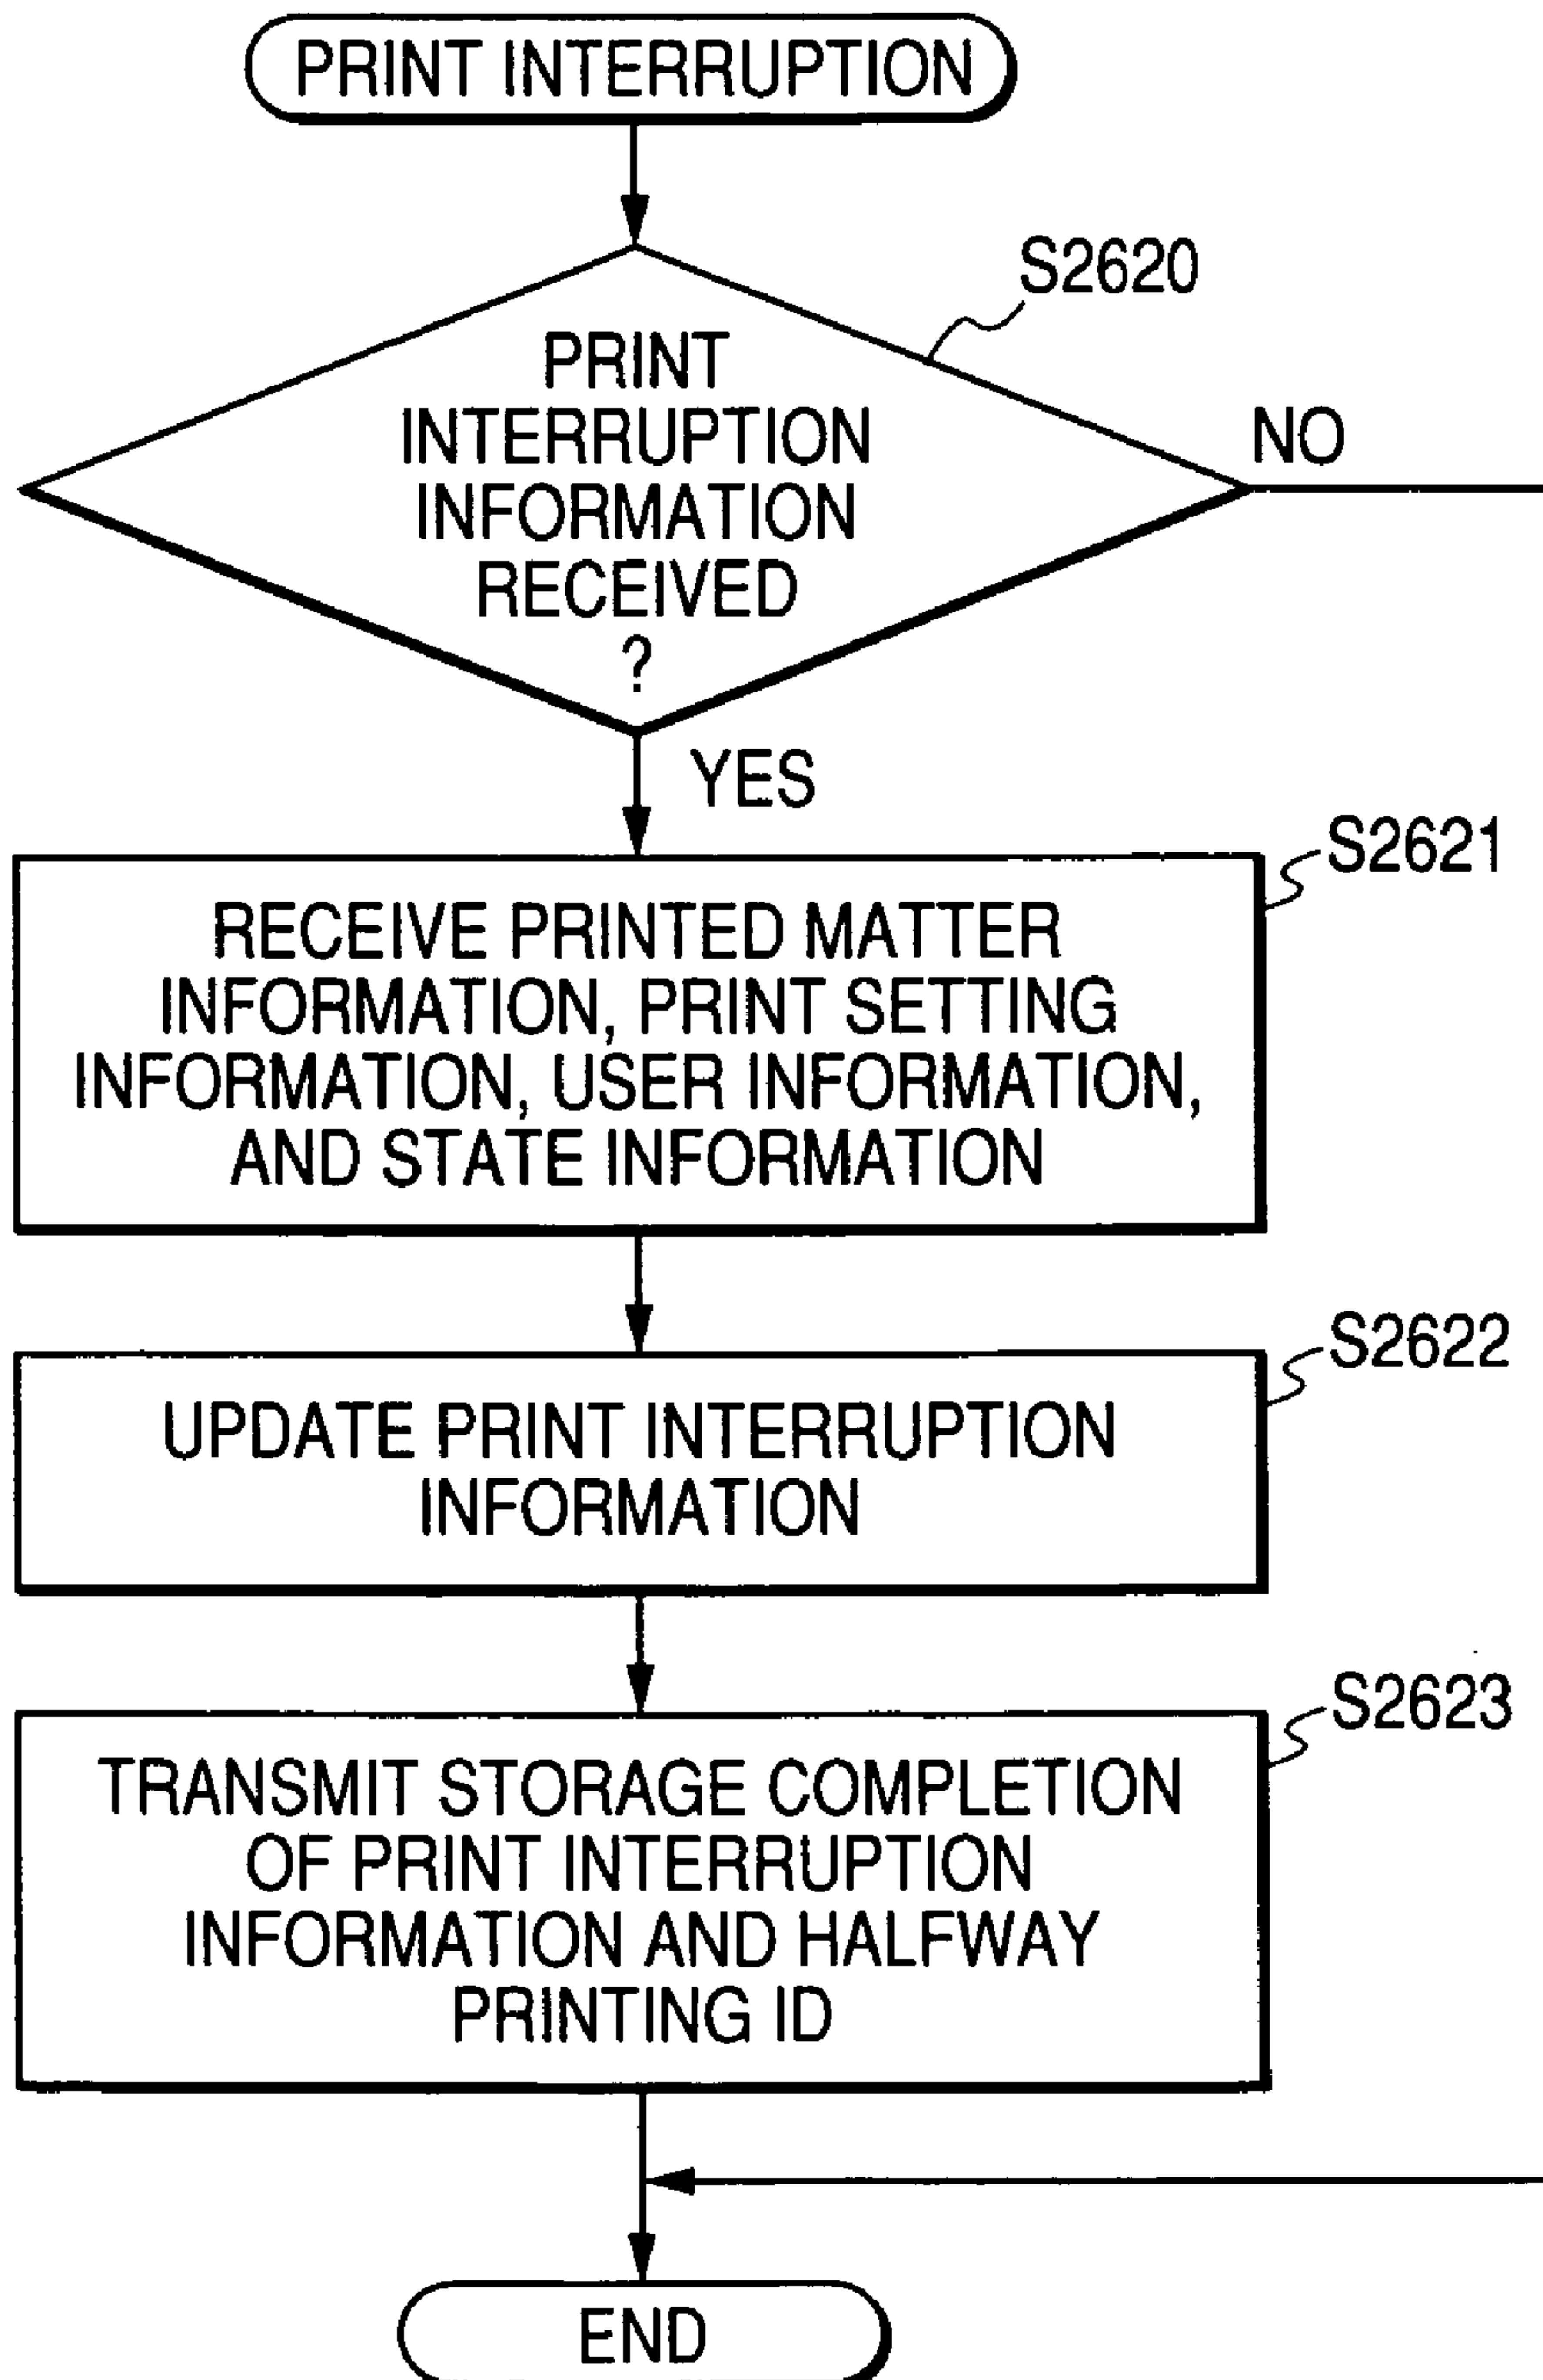 PRINT INTERRUPTION
S2620
PRINT
INTERRUPTION
INFORMATION
RECEIVED
?
NO
YES
S2621
RECEIVE PRINTED MATTER
INFORMATION, PRINT SETTING
INFORMATION, USER INFORMATION,
AND STATE INFORMATION
S2622
UPDATE PRINT INTERRUPTION
INFORMATION
S2623
TRANSMIT STORAGE COMPLETION
OF PRINT INTERRUPTION
INFORMATION AND HALFWAY
PRINTING ID
END